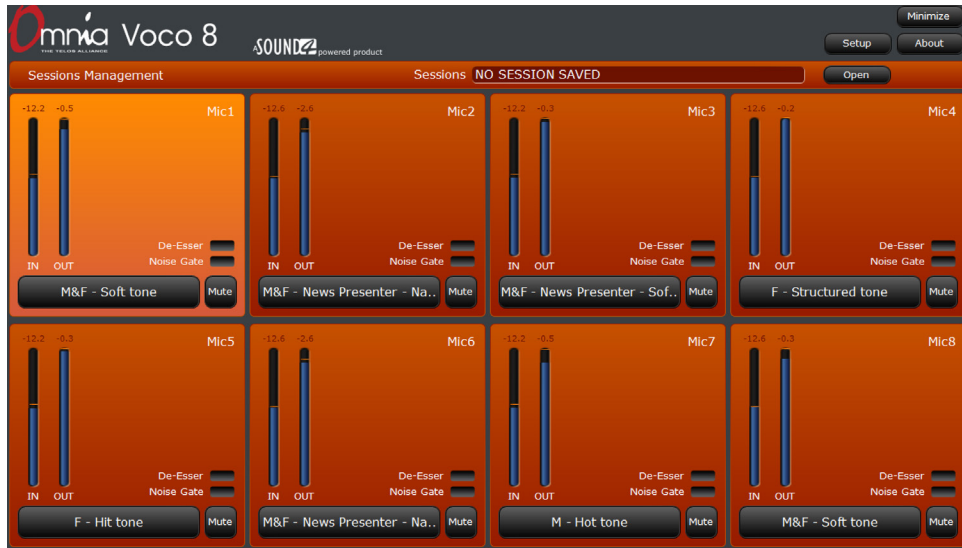 Omnia Voco 8
THE TELOS ALLIANCE
A SOUND4 powered product
Minimize
Setup About
Sessions Management Sessions NO SESSION SAVED Open
-12.2 -0.5 Mic1
De-Esser
Noise Gate
IN OUT
M&F - Soft tone Mute
-12.6 -2.6 Mic2
De-Esser
Noise Gate
IN OUT
M&F - News Presenter - Na.. Mute
-12.2 -0.3 Mic3
De-Esser
Noise Gate
IN OUT
M&F - News Presenter - Sof.. Mute
-12.6 -0.2 Mic4
De-Esser
Noise Gate
IN OUT
F - Structured tone Mute
-12.2 -0.3 Mic5
De-Esser
Noise Gate
IN OUT
F - Hit tone Mute
-12.6 -2.6 Mic6
De-Esser
Noise Gate
IN OUT
M&F - News Presenter - Na.. Mute
-12.2 -0.5 Mic7
De-Esser
Noise Gate
IN OUT
M - Hot tone Mute
-12.6 -0.3 Mic8
De-Esser
Noise Gate
IN OUT
M&F - Soft tone Mute